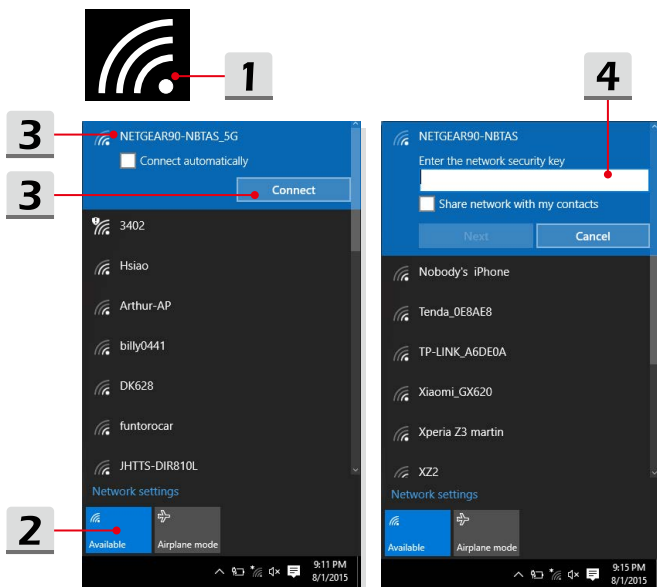 1
3
NETGEAR90-NBTAS_5G
Connect automatically
3
Connect
3402
Hsiao
Arthur-AP
billy0441
DK628
funtorocar
JHTTS-DIR810L
Network settings
2
Available
Airplane mode
9:11 PM
8/1/2015
4
NETGEAR90-NBTAS
Enter the network security key
Share network with my contacts
Next
Cancel
Nobody's iPhone
Tenda_0E8AE8
TP-LINK_A6DE0A
Xiaomi_GX620
Xperia Z3 martin
XZ2
Network settings
Available
Airplane mode
9:15 PM
8/1/2015